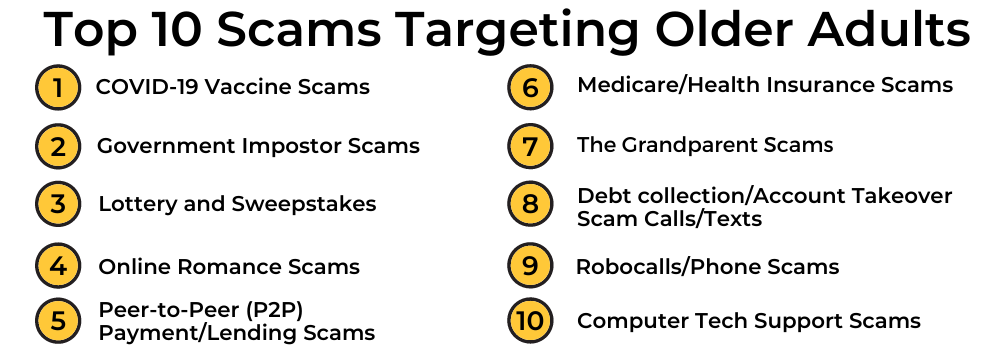 Top 10 Scams Targeting Older Adults
1 COVID-19 Vaccine Scams
2 Government Impostor Scams
3 Lottery and Sweepstakes
4 Online Romance Scams
5 Peer-to-Peer (P2P)
Payment/Lending Scams
6 Medicare/Health Insurance Scams
7 The Grandparent Scams
8 Debt collection/Account Takeover
Scam Calls/Texts
9 Robocalls/Phone Scams
10 Computer Tech Support Scams